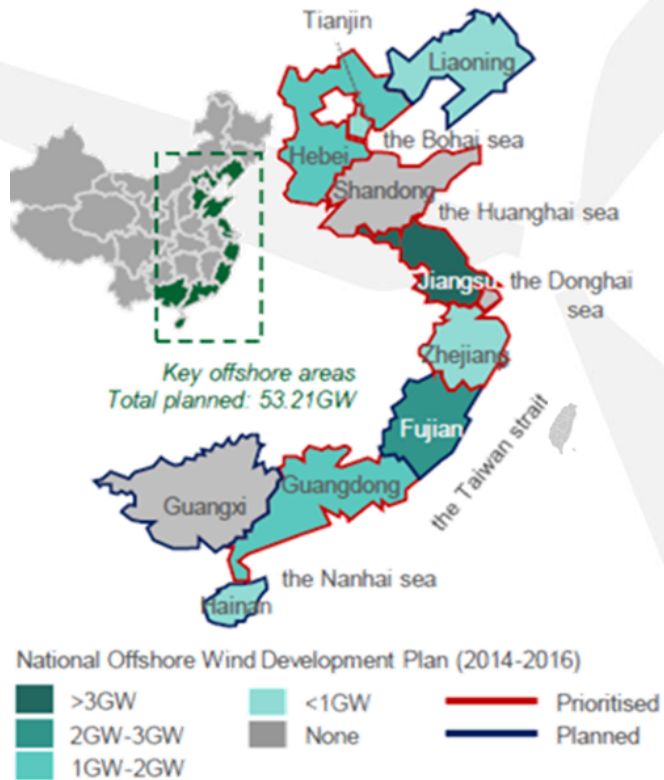 Tianjin
Liaoning
the Bohai sea
Hebei
Shandong
the Huanghai sea
Jiangsu
the Donghai
sea
Zhejiang
Key offshore areas
Total planned: 53.21GW
Fujian
the Taiwan strait
Guangdong
Guangxi
the Nanhai sea
Hainan
National Offshore Wind Development Plan (2014-2016)
>3GW
<1GW
Prioritised
2GW-3GW
None
Planned
1GW-2GW